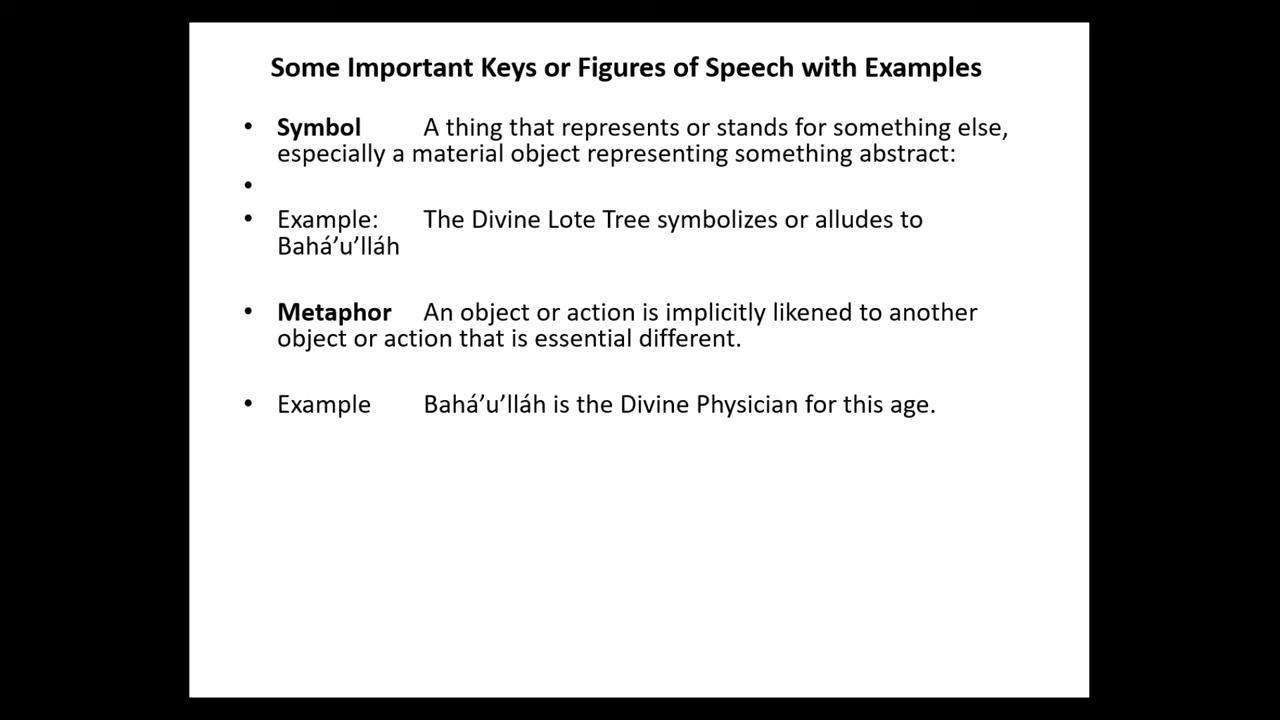 Some Important Keys or Figures of Speech with Examples
• Symbol A thing that represents or stands for something else,
especially a material object representing something abstract:
•
• Example: The Divine Lote Tree symbolizes or alludes to
Bahá’u’lláh
• Metaphor An object or action is implicitly likened to another
object or action that is essential different.
• Example Bahá’u’lláh is the Divine Physician for this age.